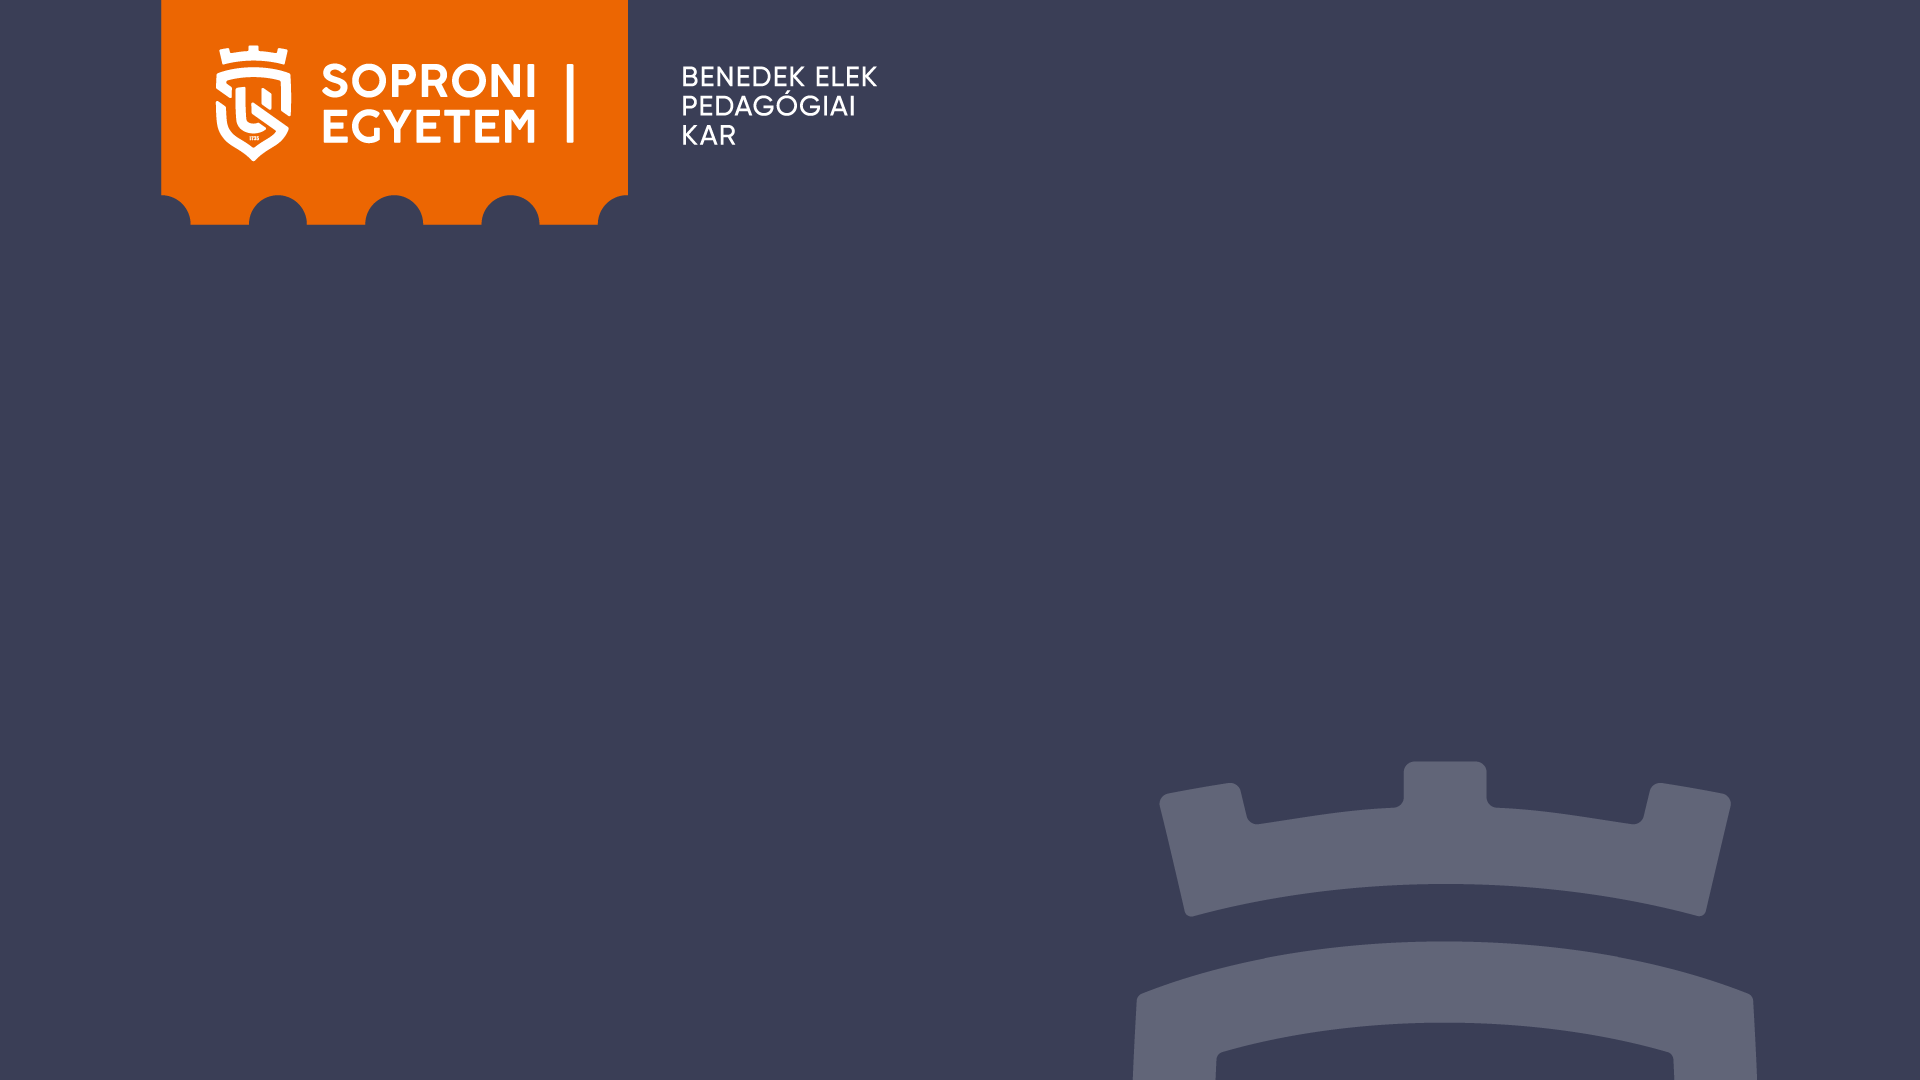 SOPRONI
EGYETEM
BENEDEK ELEK
PEDAGÓGIAI
KAR